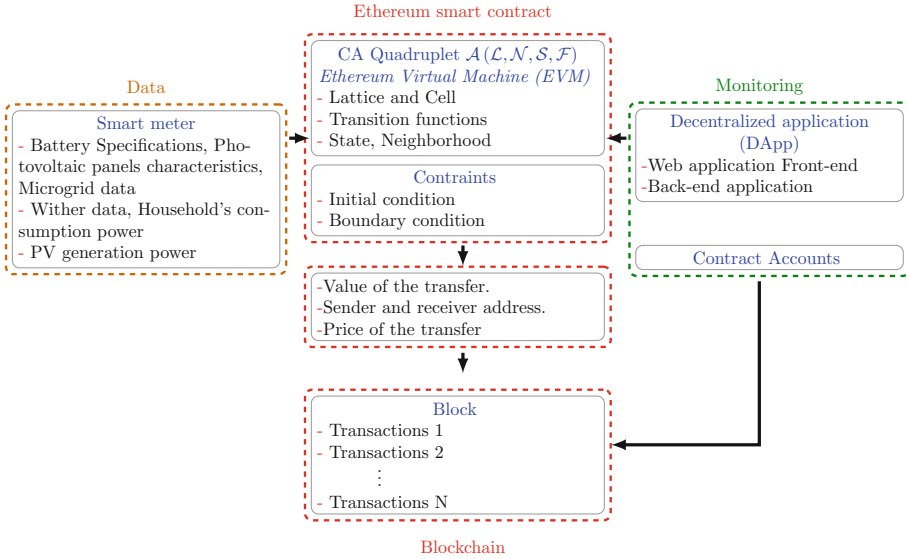 Ethereum smart contract
CA Quadruplet 𝒜 (ℒ, 𝒩, 𝒮, ℱ)
Ethereum Virtual Machine (EVM)
- Lattice and Cell
- Transition functions
- State, Neighborhood
Contraints
- Initial condition
- Boundary condition
Data
Smart meter
- Battery Specifications, Pho-
tovoltaic panels characteristics,
Microgrid data
- Wither data, Household's con-
sumption power
- PV generation power
Monitoring
Decentralized application
(DApp)
-Web application Front-end
-Back-end application
Contract Accounts
-Value of the transfer.
-Sender and receiver address.
-Price of the transfer
Block
- Transactions 1
- Transactions 2
⋮
- Transactions N
Blockchain